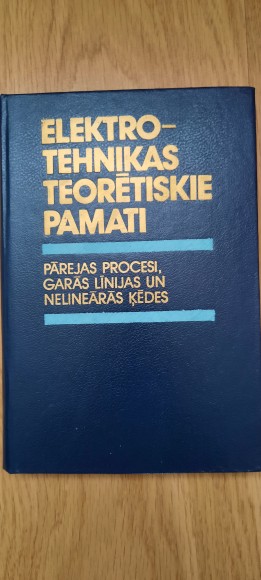 ELEKTRO-
TEHNIKAS
TEORĒTISKIE
PAMATI
PĀREJAS PROCESI,
GARĀS LĪNIJAS UN
NELINEĀRĀS ĶĒDES